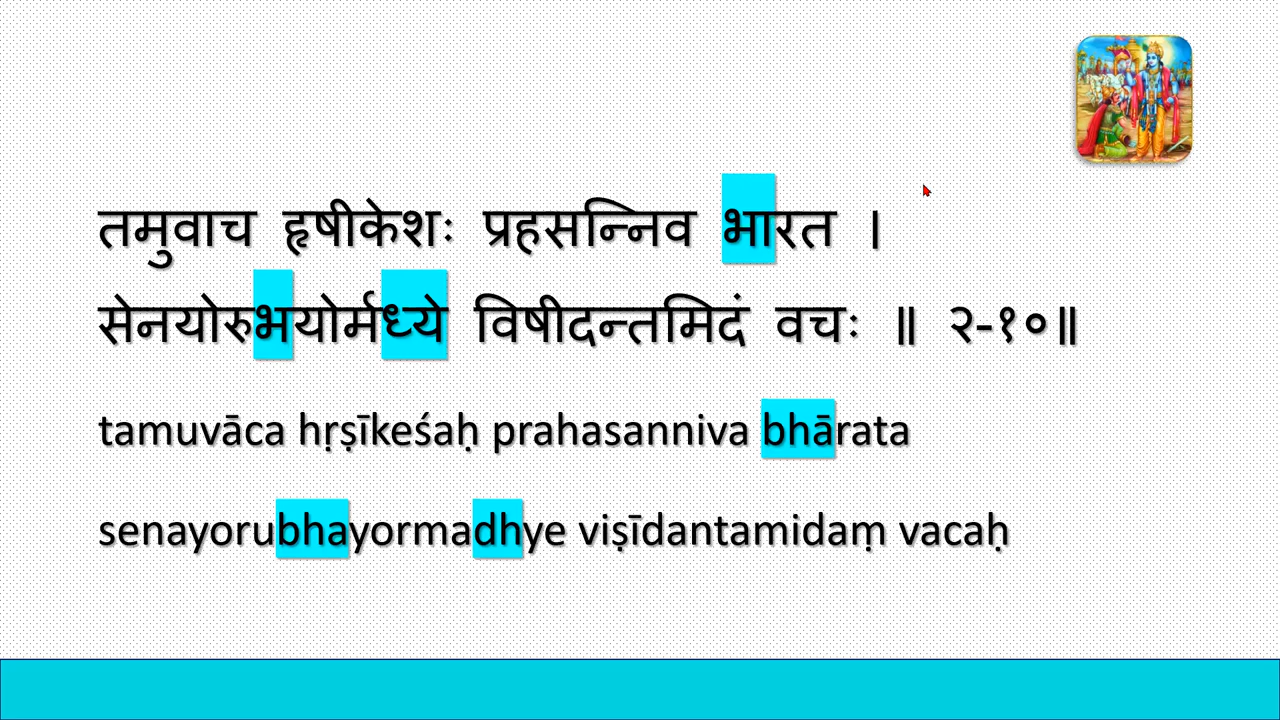 तमुवाच हृषीकेशः प्रहसन्निव भारत ।
सेनयोरुभयोर्मध्ये विषीदन्तमिदं वचः ॥ २-१०॥
tamuvāca hṛṣīkeśaḥ prahasanniva bhārata
senayorubhayormadhye viṣīdantamidaṃ vacaḥ